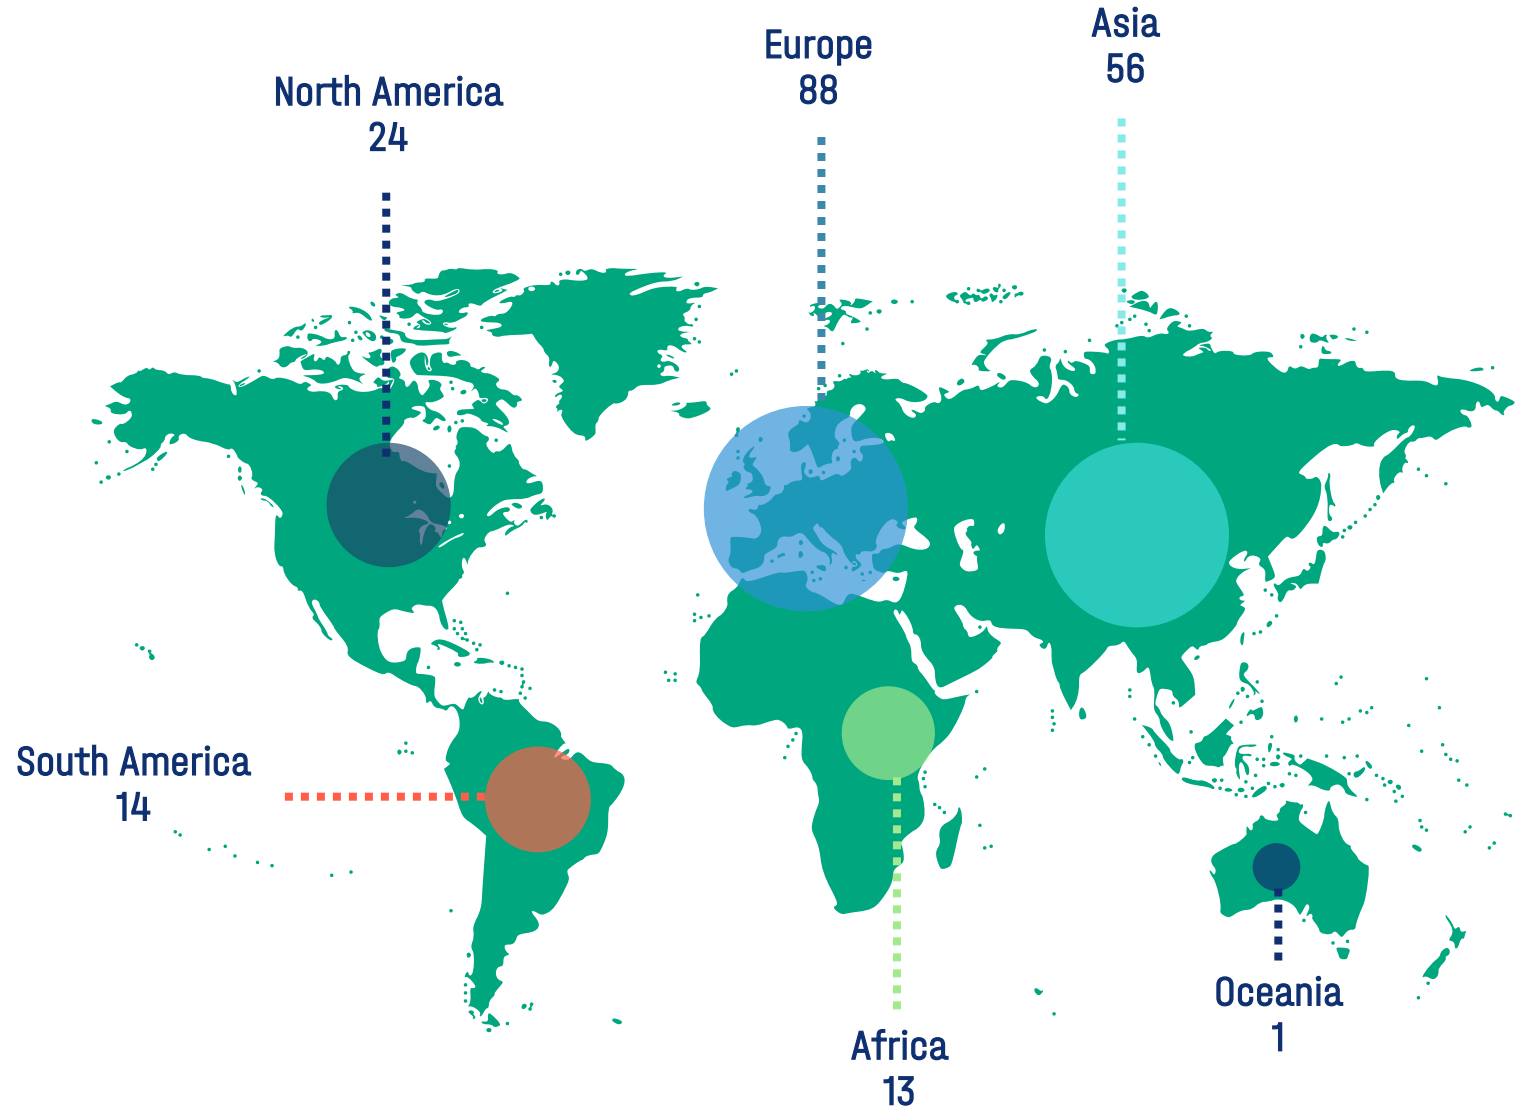 Asia
56
Europe
88
North America
24
South America
14
Oceania
1
Africa
13